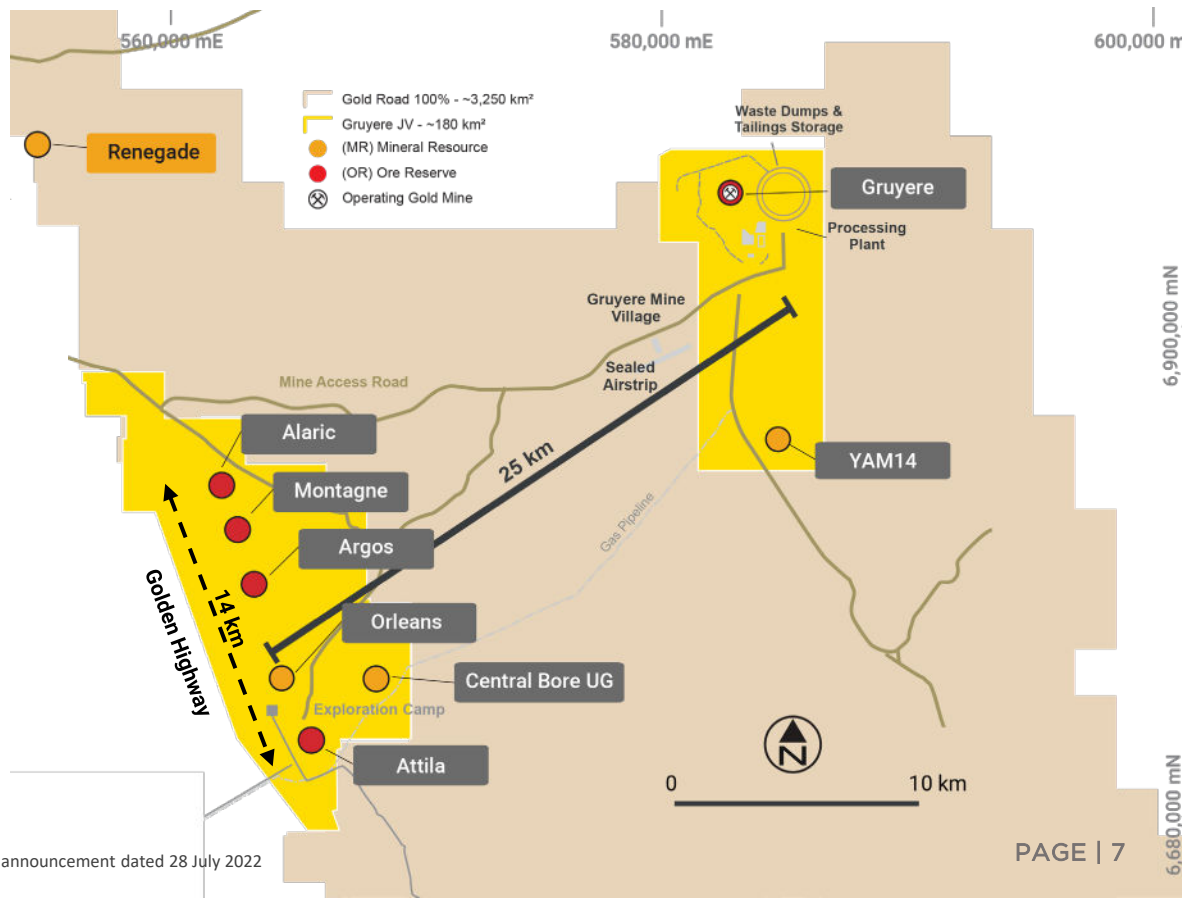 560,000 mE
580,000 mE
600,000 m
Gold Road 100% - ~3,250 km²
Gruyere JV - ~180 km²
(MR) Mineral Resource
(OR) Ore Reserve
Operating Gold Mine
Waste Dumps &
Tailings Storage
Renegade
Gruyere
Processing
Plant
Gruyere Mine
Village
Sealed
Airstrip
6,900,000 mN
Mine Access Road
Alaric
Montagne
Argos
25 km
YAM14
Gas Pipeline
Golden Highway
14 km
Orleans
Central Bore UG
Exploration Camp
Attila
N
0
10 km
6,680,000 mN
announcement dated 28 July 2022
PAGE | 7